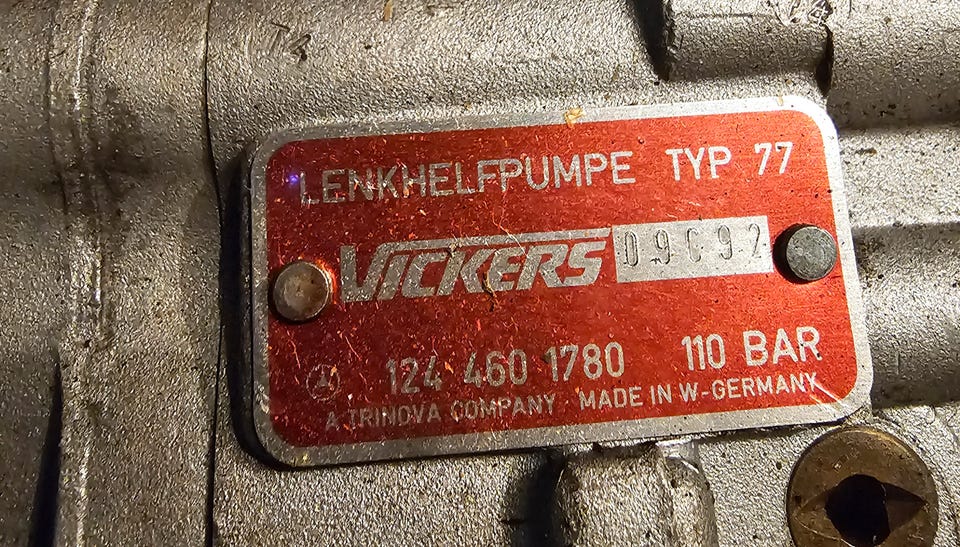 LENKHELFPUMPE TYP 77
VICKERS 09C92
124 460 1780 110 BAR
A TRINOVA COMPANY MADE IN W-GERMANY